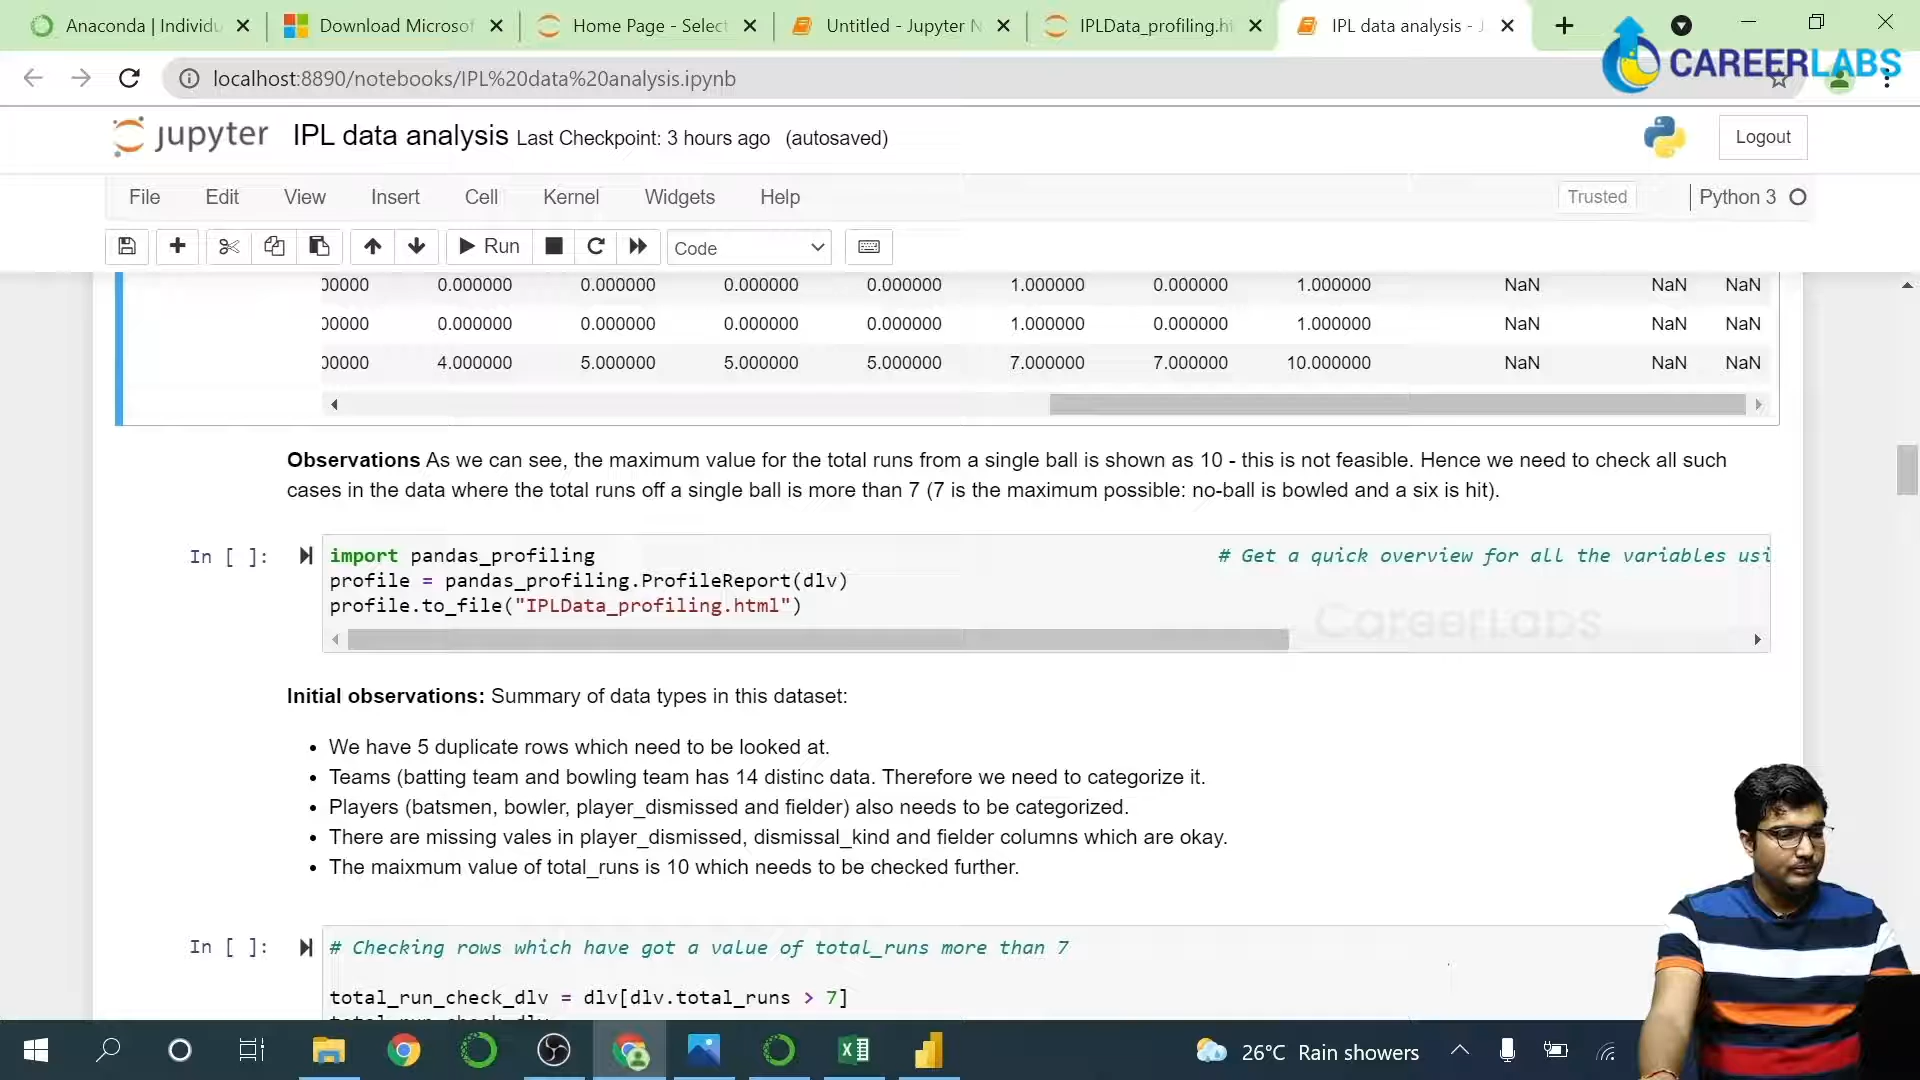 Anaconda | Individu
Download Microsof
Home Page - Select
Untitled - Jupyter N
IPLData_profiling.ht
IPL data analysis - J
CAREERLABS
localhost:8890/notebooks/IPL%20data%20analysis.ipynb
jupyter IPL data analysis Last Checkpoint: 3 hours ago (autosaved)
Logout
File Edit View Insert Cell Kernel Widgets Help
Trusted
Python 3
Run
Code
00000 0.000000 0.000000 0.000000 0.000000 1.000000 0.000000 1.000000 NaN NaN NaN
00000 0.000000 0.000000 0.000000 0.000000 1.000000 0.000000 1.000000 NaN NaN NaN
00000 4.000000 5.000000 5.000000 5.000000 7.000000 7.000000 10.000000 NaN NaN NaN
Observations As we can see, the maximum value for the total runs from a single ball is shown as 10 - this is not feasible. Hence we need to check all such
cases in the data where the total runs off a single ball is more than 7 (7 is the maximum possible: no-ball is bowled and a six is hit).
In [ ]: import pandas_profiling # Get a quick overview for all the variables usi
profile = pandas_profiling.ProfileReport(dlv)
profile.to_file("IPLData_profiling.html")
CareerLabs
Initial observations: Summary of data types in this dataset:
• We have 5 duplicate rows which need to be looked at.
• Teams (batting team and bowling team has 14 distinc data. Therefore we need to categorize it.
• Players (batsmen, bowler, player_dismissed and fielder) also needs to be categorized.
• There are missing vales in player_dismissed, dismissal_kind and fielder columns which are okay.
• The maixmum value of total_runs is 10 which needs to be checked further.
In [ ]: # Checking rows which have got a value of total_runs more than 7
total_run_check_dlv = dlv[dlv.total_runs > 7]
total_run_check_dlv
26°C Rain showers